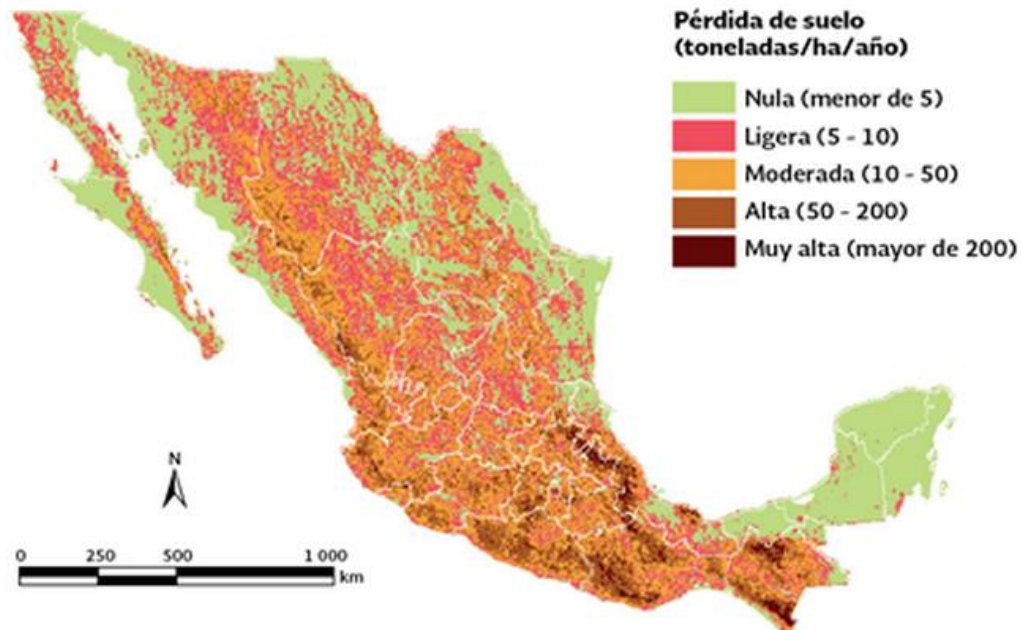 Pérdida de suelo
(toneladas/ha/año)
Nula (menor de 5)
Ligera (5 - 10)
Moderada (10 - 50)
Alta (50 - 200)
Muy alta (mayor de 200)
N
0 250 500 1 000
km